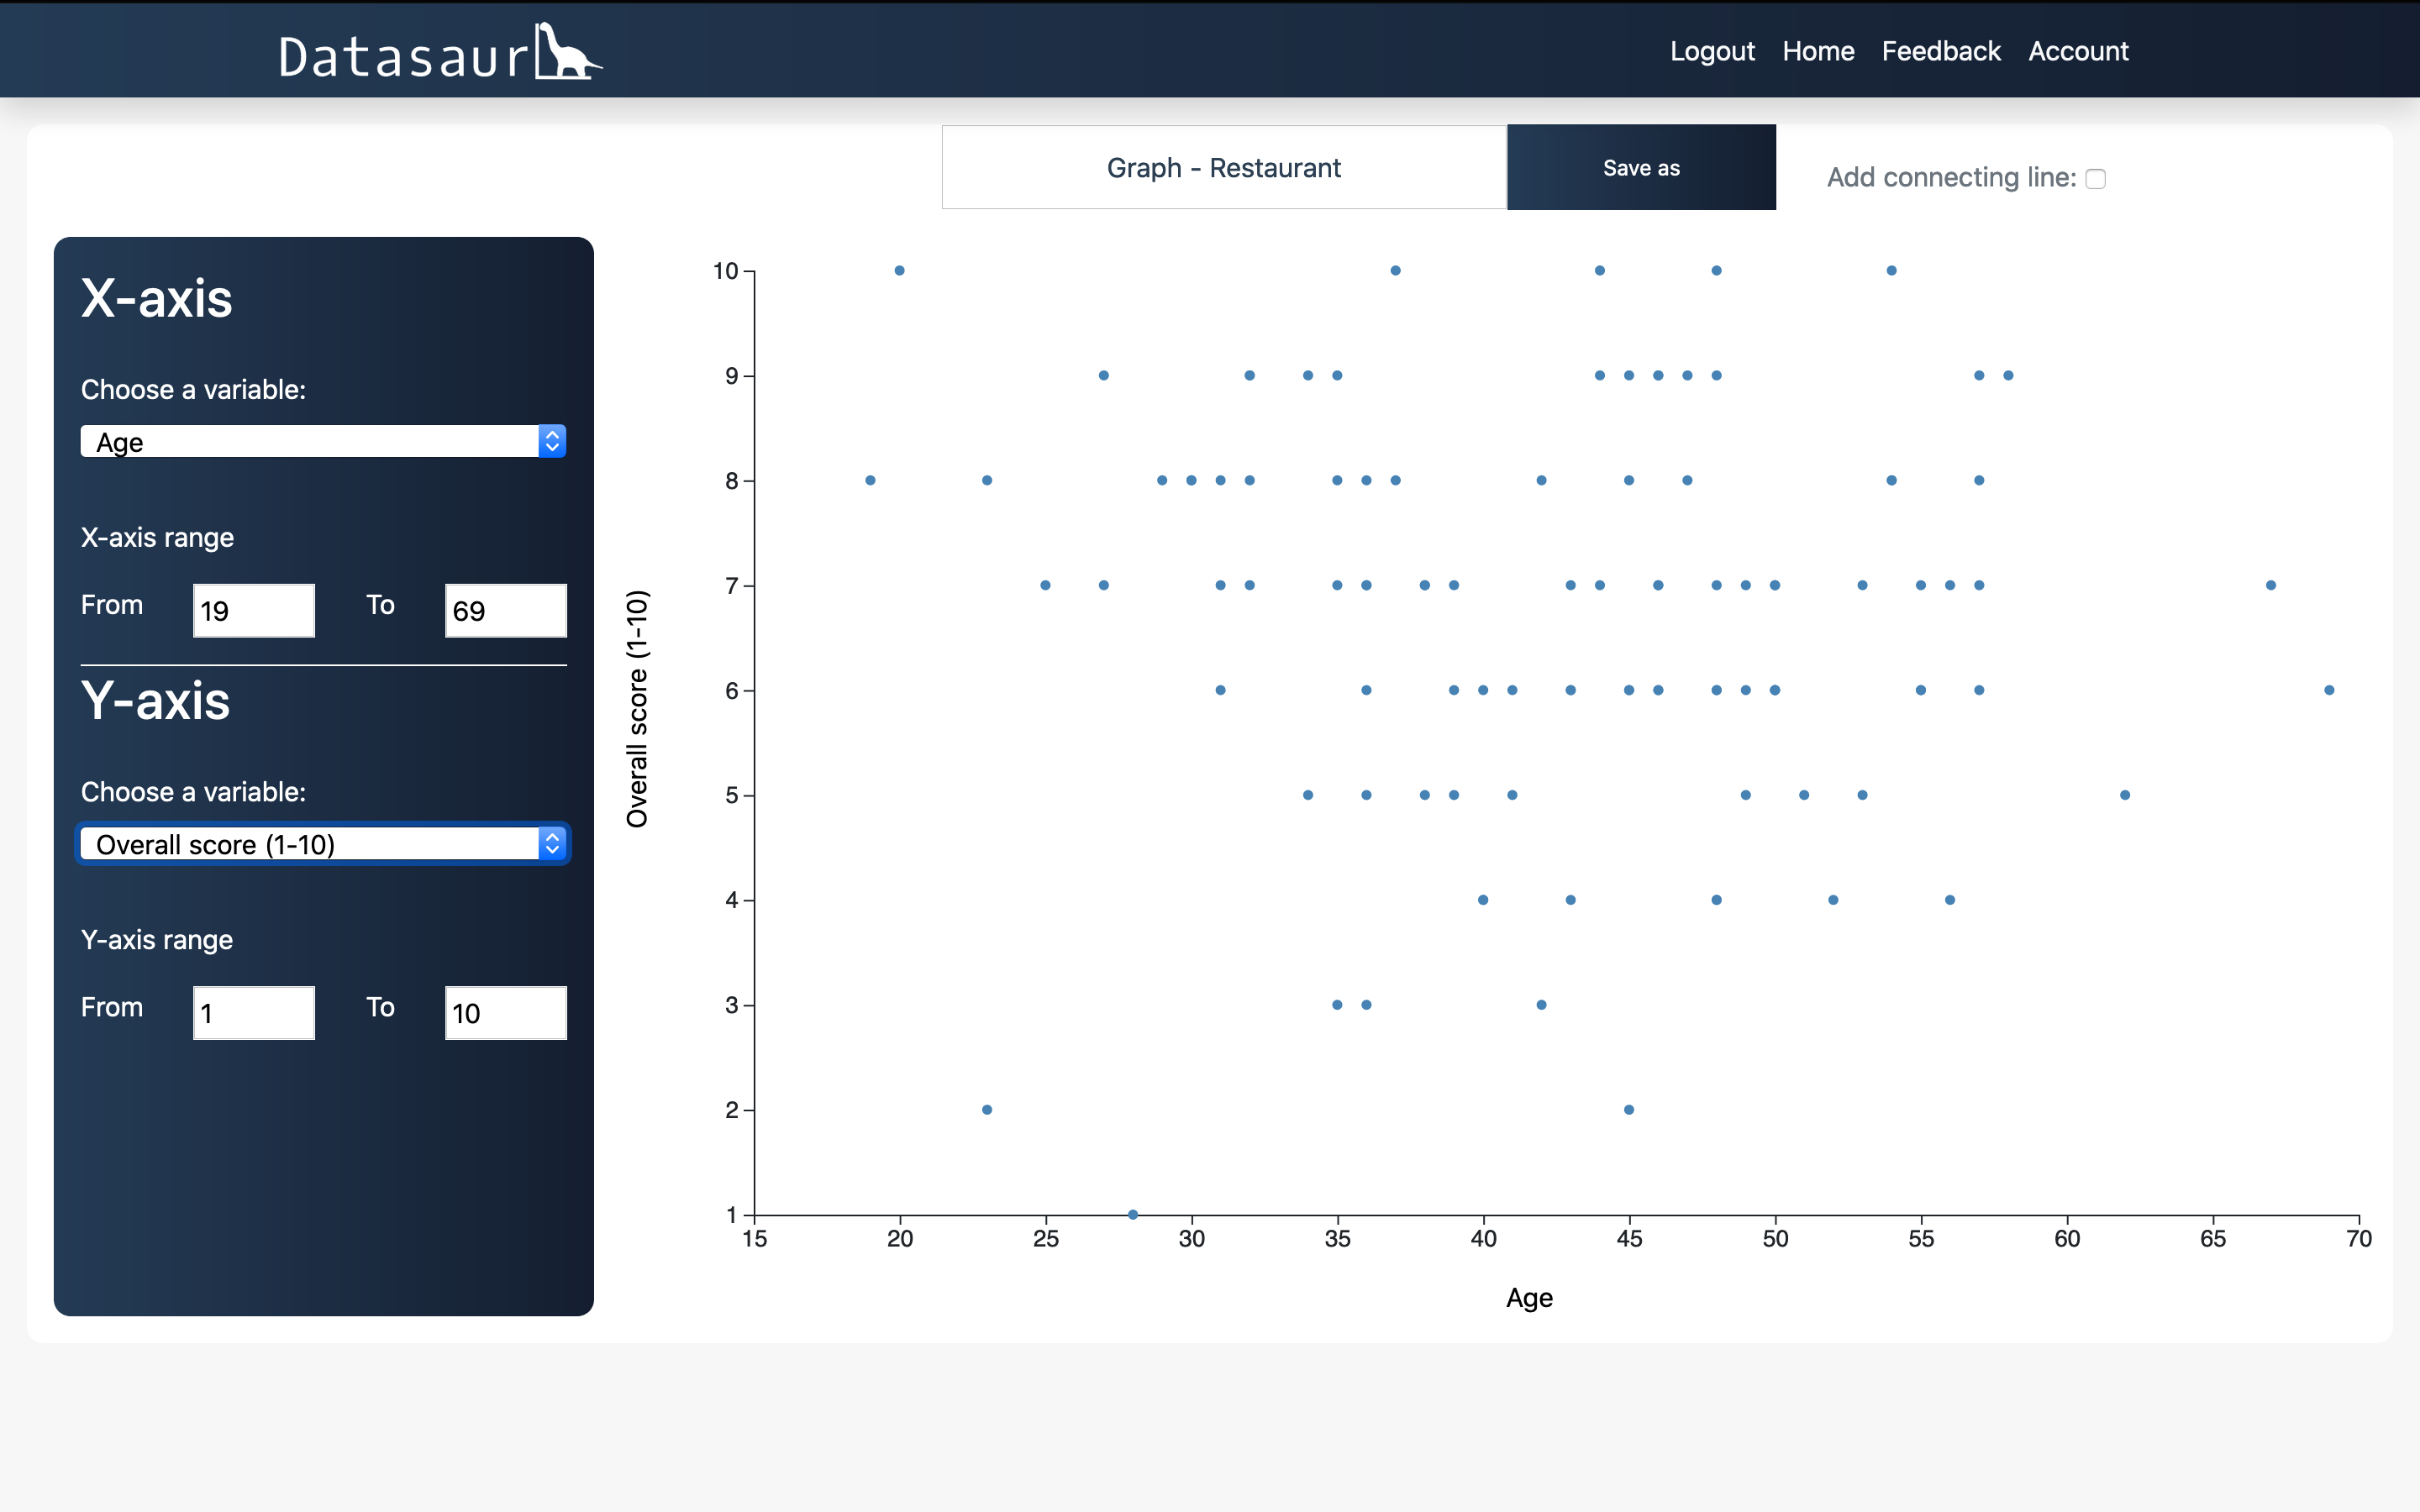 Datasaur
Logout Home Feedback Account
Graph - Restaurant
Save as
Add connecting line:
X-axis
Choose a variable:
Age
X-axis range
From 19 To 69
Y-axis
Choose a variable:
Overall score (1-10)
Y-axis range
From 1 To 10
Overall score (1-10)
10
9
8
7
6
5
4
3
2
1
15 20 25 30 35 40 45 50 55 60 65 70
Age